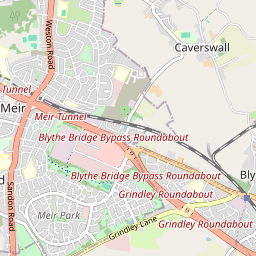 Weston Road
Caverswall
Tunnel
Meir
Meir Tunnel
Blythe Bridge Bypass Roundabout
Blythe Bridge Bypass Roundabout
Bly
Grindley Roundabout
Sandon Road
Meir Park
Grindley Lane
Grindley Roundabout